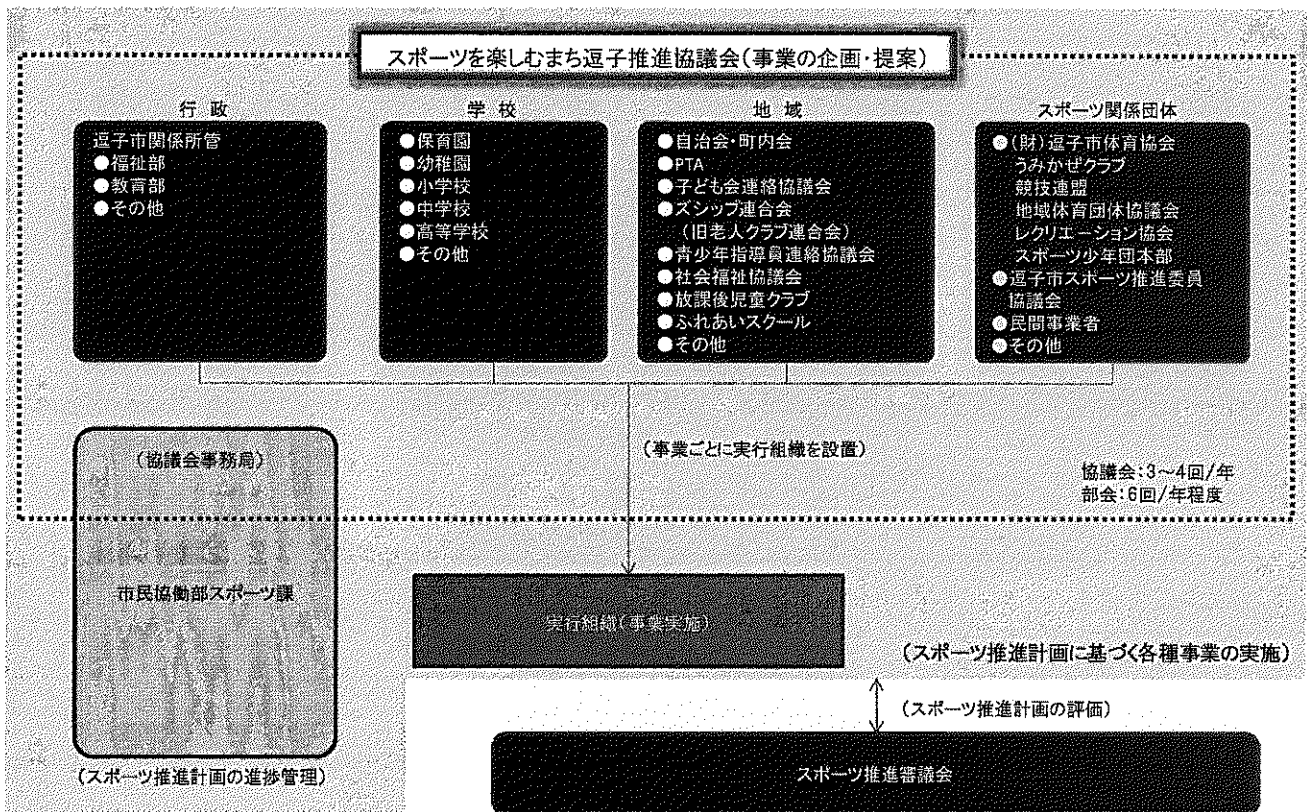 スポーツを楽しむまち逗子推進協議会(事業の企画・提案)
行 政
逗子市関係所管
●福祉部
●教育部
●その他
学 校
●保育園
●幼稚園
●小学校
●中学校
●高等学校
●その他
地 域
●自治会・町内会
●PTA
●子ども会連絡協議会
●ズシップ連合会
(旧老人クラブ連合会)
●青少年指導員連絡協議会
●社会福祉協議会
●放課後児童クラブ
●ふれあいスクール
●その他
スポーツ関係団体
●(財)逗子市体育協会
うみかぜクラブ
競技連盟
地域体育団体協議会
レクリエーション協会
スポーツ少年団本部
●逗子市スポーツ推進委員
協議会
●民間事業者
●その他
(事業ごとに実行組織を設置)
協議会:3~4回/年
部会:6回/年程度
(協議会事務局)
市民協働部スポーツ課
(スポーツ推進計画の進捗管理)
実行組織(事業実施)
(スポーツ推進計画に基づく各種事業の実施)
(スポーツ推進計画の評価)
スポーツ推進審議会